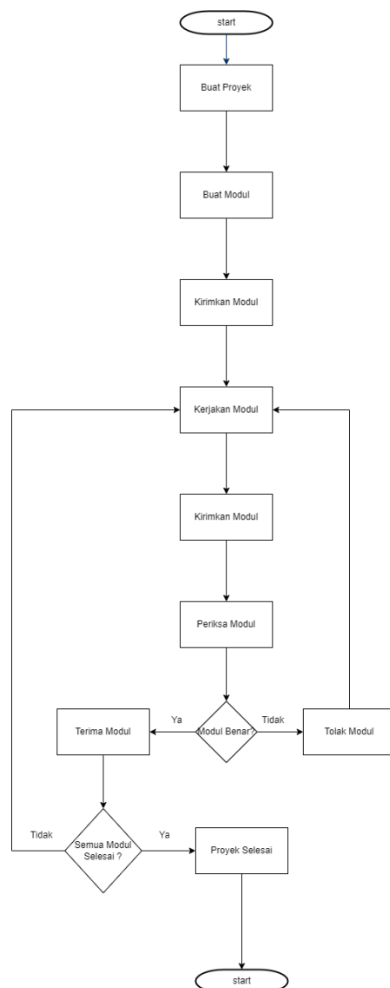 start
Buat Proyek
Buat Modul
Kirimkan Modul
Kerjakan Modul
Kirimkan Modul
Periksa Modul
Terima Modul
Ya
Modul Benar?
Tidak
Tolak Modul
Tidak
Semua Modul
Selesai ?
Ya
Proyek Selesai
start